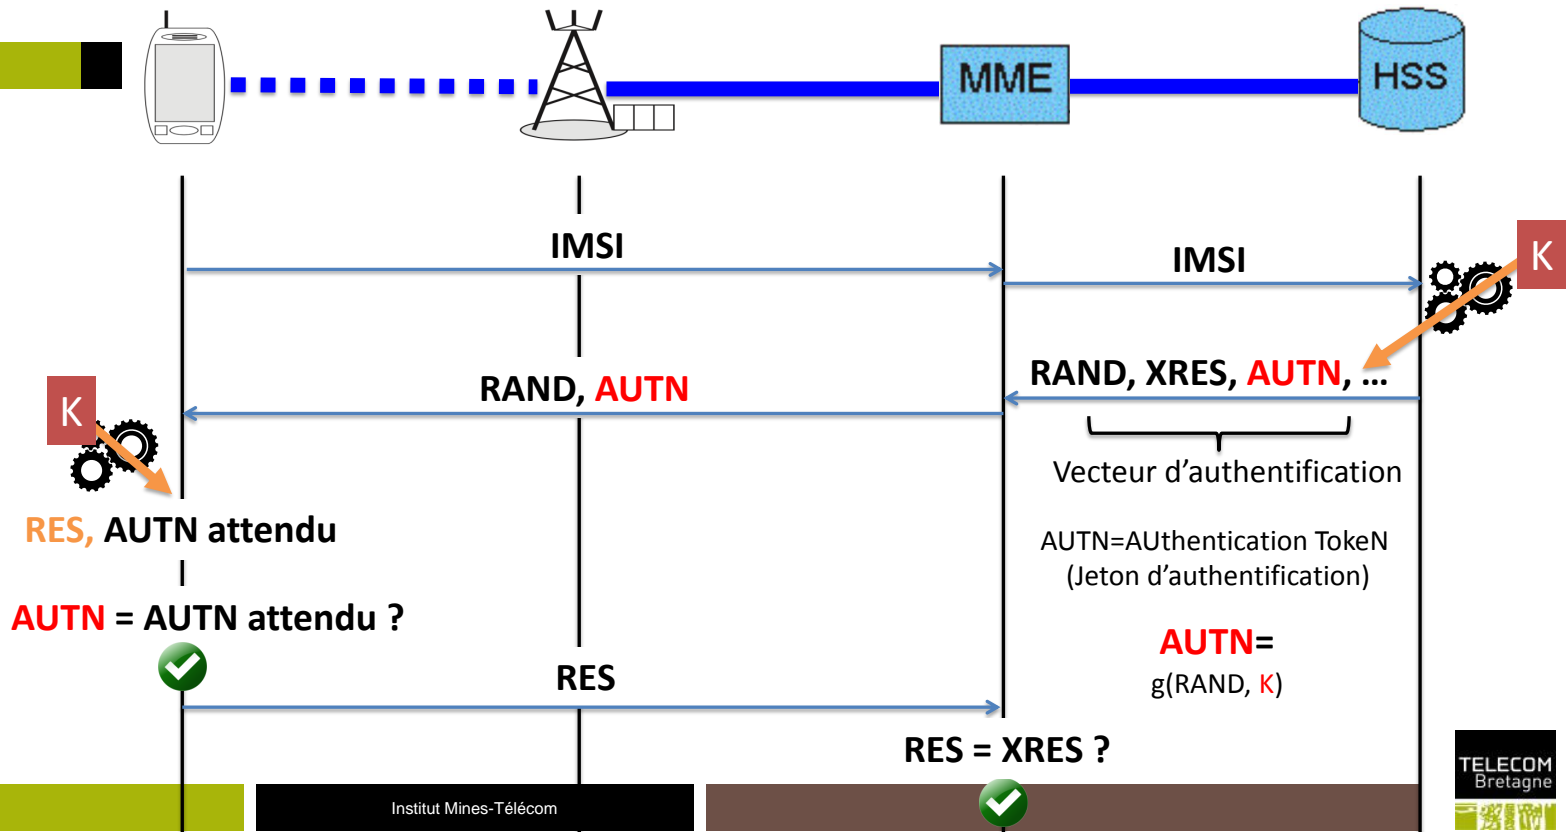 MME
HSS
IMSI
IMSI
K
RAND, XRES, AUTN, ...
RAND, AUTN
K
Vecteur d'authentification
RES, AUTN attendu
AUTN=AUthentication TokeN
(Jeton d'authentification)
AUTN = AUTN attendu ?
AUTN=
g(RAND, K)
RES
RES = XRES ?
Institut Mines-Télécom
TELECOM
Bretagne